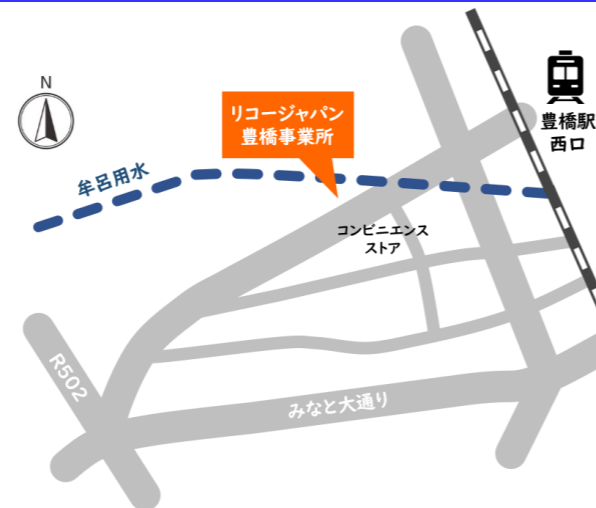 N
リコージャパン
豊橋事業所
豊橋駅
西口
牟呂用水
コンビニエンス
ストア
R502
みなと大通り